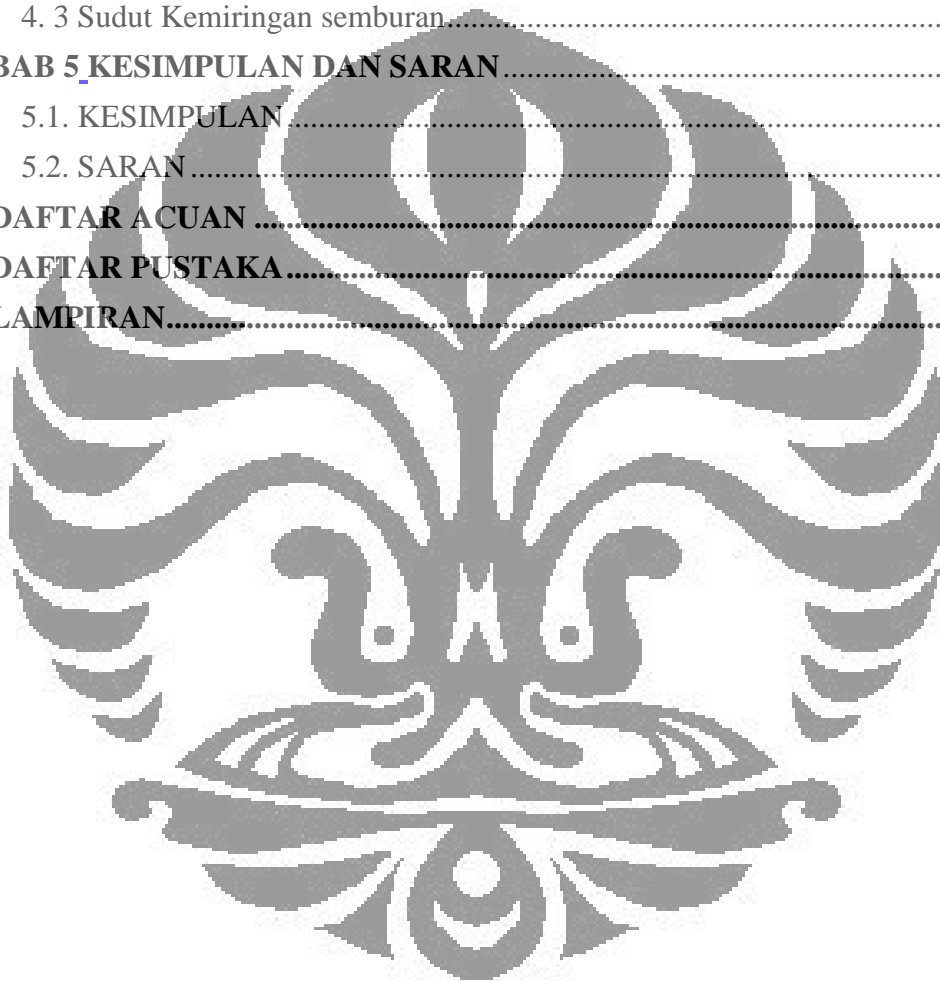 4. 3 Sudut Kemiringan semburan................................................................
BAB 5 KESIMPULAN DAN SARAN........................................................
5.1. KESIMPULAN....................................................................................
5.2. SARAN................................................................................................
DAFTAR ACUAN........................................................................................
DAFTAR PUSTAKA....................................................................................
LAMPIRAN..................................................................................................